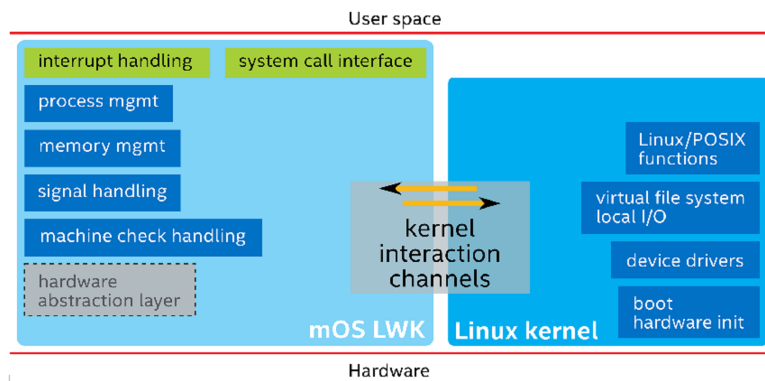 User space
interrupt handling
system call interface
process mgmt
memory mgmt
signal handling
machine check handling
hardware
abstraction layer
mOS LWK
kernel
interaction
channels
Linux/POSIX
functions
virtual file system
local I/O
device drivers
boot
hardware init
Linux kernel
Hardware